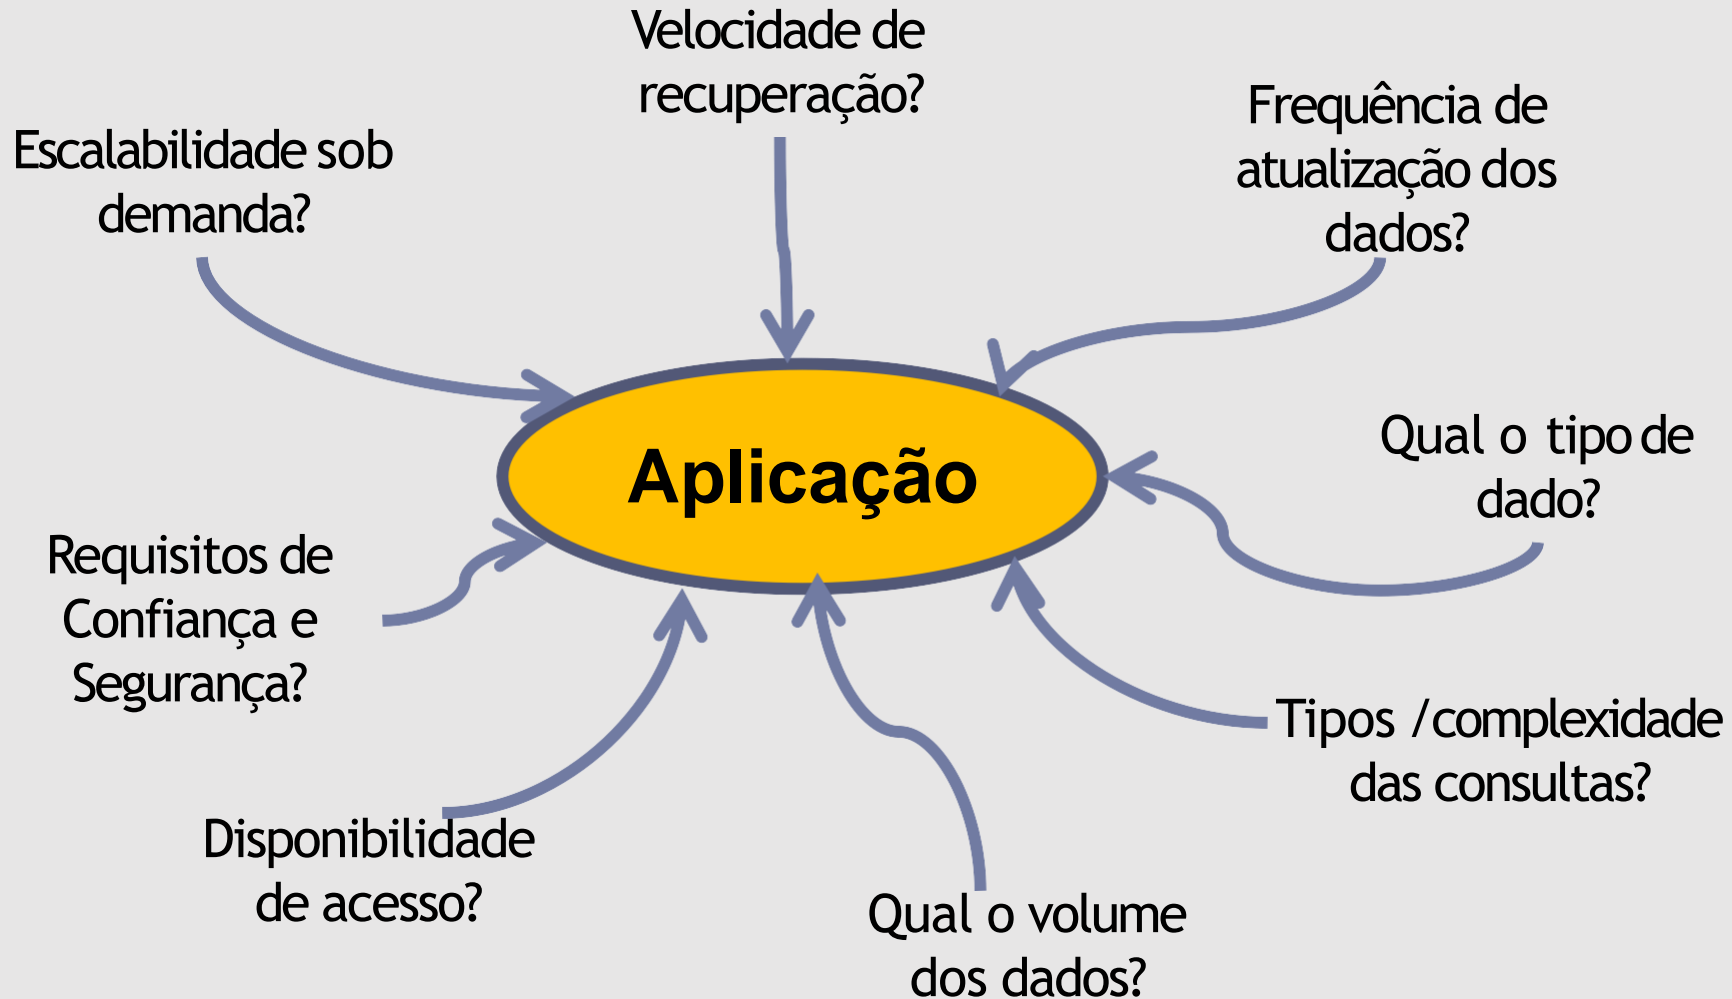 Velocidade de
recuperação?
Frequência de
atualização dos
dados?
Escalabilidade sob
demanda?
Aplicação
Qual o tipo de
dado?
Requisitos de
Confiança e
Segurança?
Tipos /complexidade
das consultas?
Disponibilidade
de acesso?
Qual o volume
dos dados?